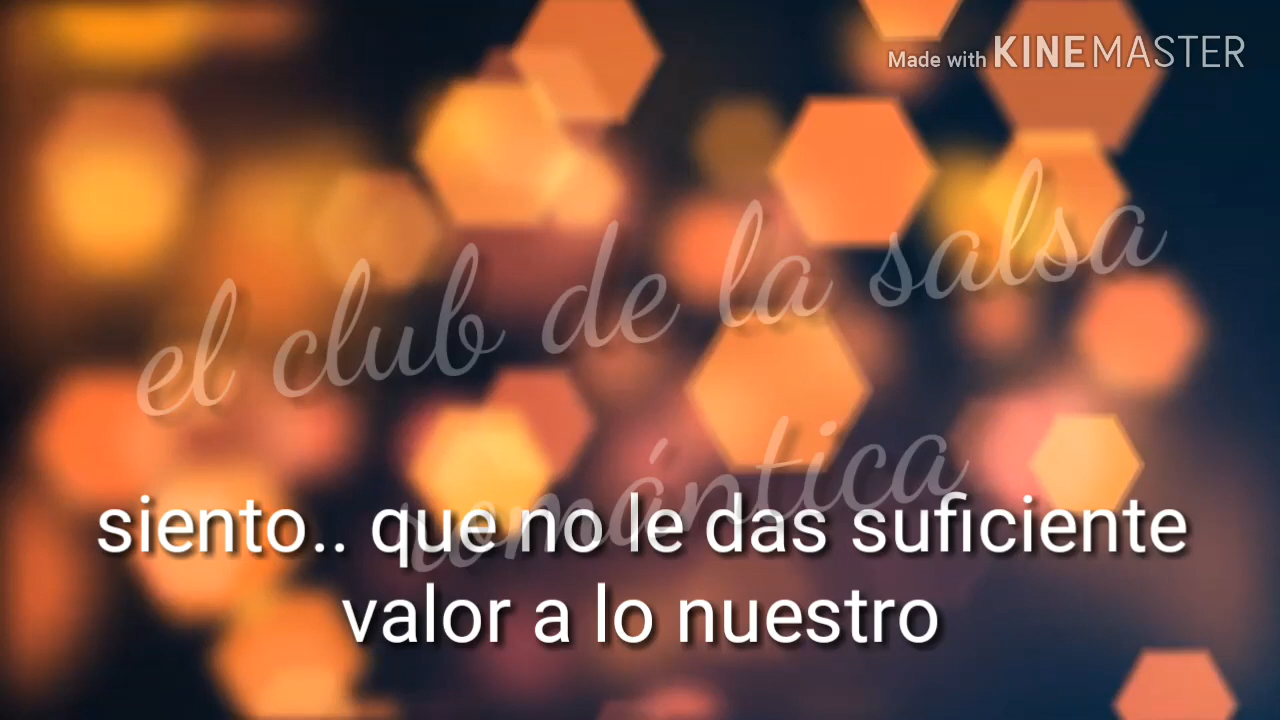 Made with KINEMASTER
el club de la salsa
romántica
siento.. que no le das suficiente
valor a lo nuestro